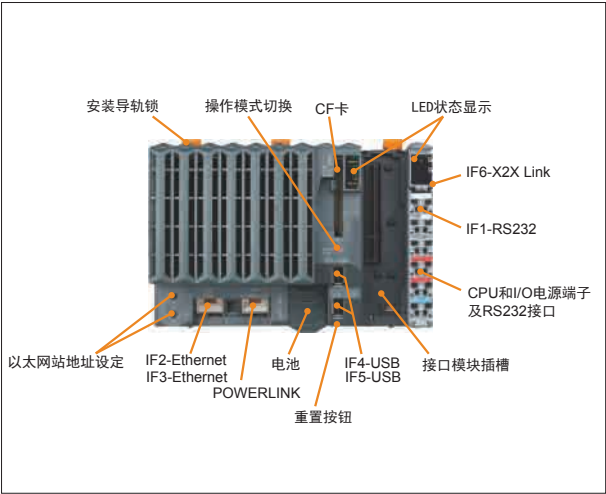 安装导轨锁
操作模式切换
CF卡
LED状态显示
IF6-X2X Link
IF1-RS232
CPU和I/O电源端子
及RS232接口
以太网站地址设定
IF2-Ethernet
IF3-Ethernet
POWERLINK
电池
IF4-USB
IF5-USB
接口模块插槽
重置按钮